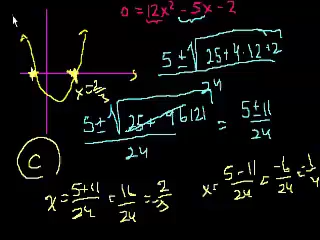 0 = 12x² - 5x - 2
5 ± √25 + 4·12·2
24
x = 2/3
5 ± √25 + 96 121
24
= 5 ± 11
24
C
x = 5 + 11 / 24 = 16 / 24 = 2 / 3
x = 5 - 11 / 24 = -6 / 24 = -1 / 4